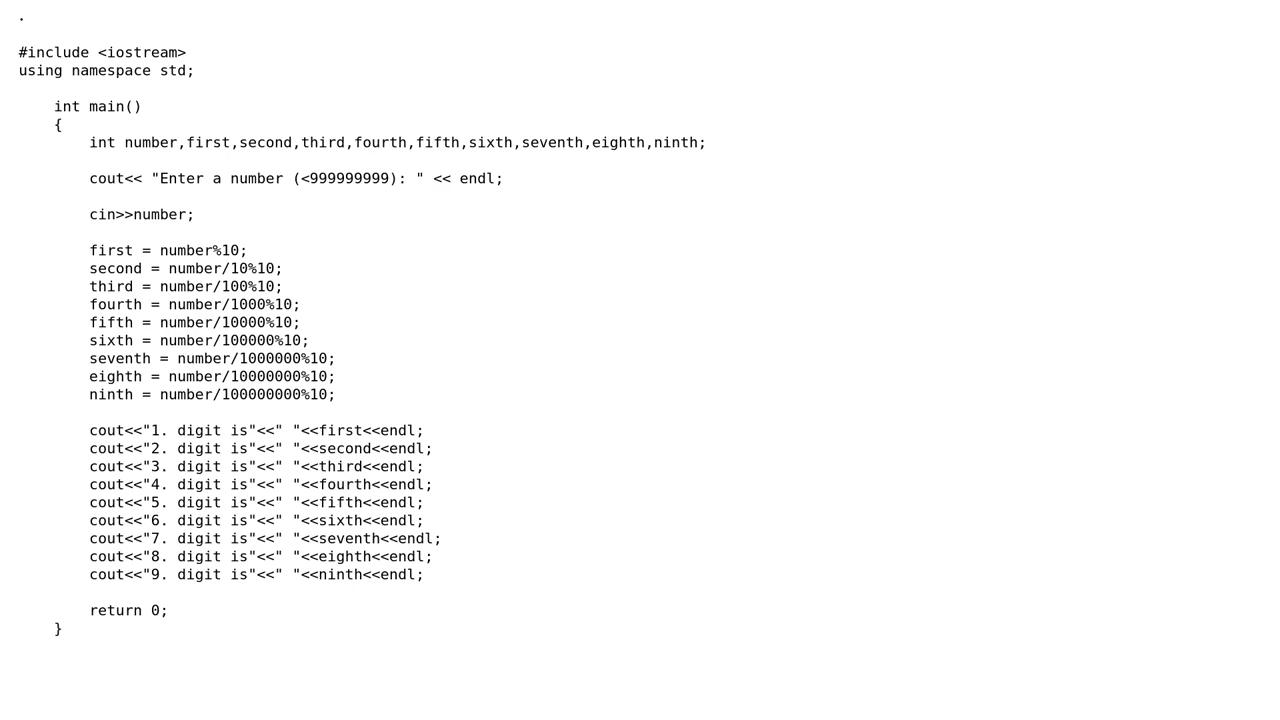 .
#include <iostream>
using namespace std;
int main()
{
int number,first,second,third,fourth,fifth,sixth,seventh,eighth,ninth;
cout<< "Enter a number (<999999999): " << endl;
cin>>number;
first = number%10;
second = number/10%10;
third = number/100%10;
fourth = number/1000%10;
fifth = number/10000%10;
sixth = number/100000%10;
seventh = number/1000000%10;
eighth = number/10000000%10;
ninth = number/100000000%10;
cout<<"1. digit is"<<" "<<first<<endl;
cout<<"2. digit is"<<" "<<second<<endl;
cout<<"3. digit is"<<" "<<third<<endl;
cout<<"4. digit is"<<" "<<fourth<<endl;
cout<<"5. digit is"<<" "<<fifth<<endl;
cout<<"6. digit is"<<" "<<sixth<<endl;
cout<<"7. digit is"<<" "<<seventh<<endl;
cout<<"8. digit is"<<" "<<eighth<<endl;
cout<<"9. digit is"<<" "<<ninth<<endl;
return 0;
}